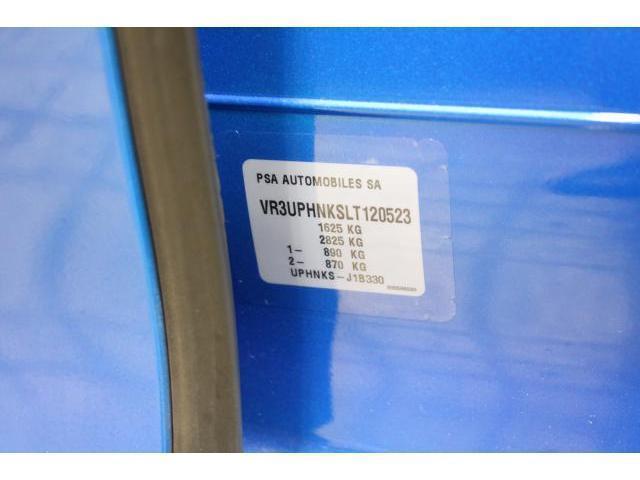 PSA AUTOMOBILES SA
VR3UPHNKSLT120523
1625 KG
2825 KG
1- 890 KG
2- 870 KG
UPHNKS-J1B330